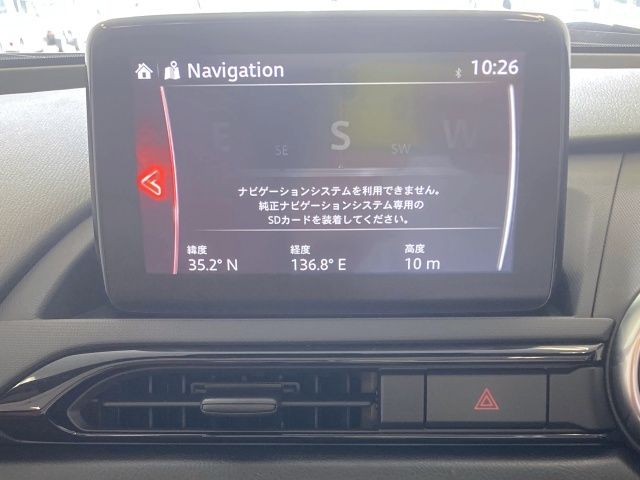 Navigation
10:26
E SE S SW W
ナビゲーションシステムを利用できません。
純正ナビゲーションシステム専用の
SDカードを装着してください。
緯度 経度 高度
35.2° N 136.8° E 10 m